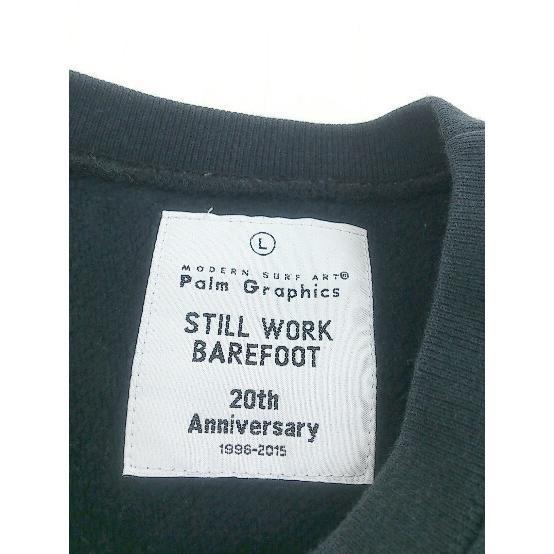 L
MODERN SURF ART®
Palm Graphics
STILL WORK
BAREFOOT
20th
Anniversary
1996-2015